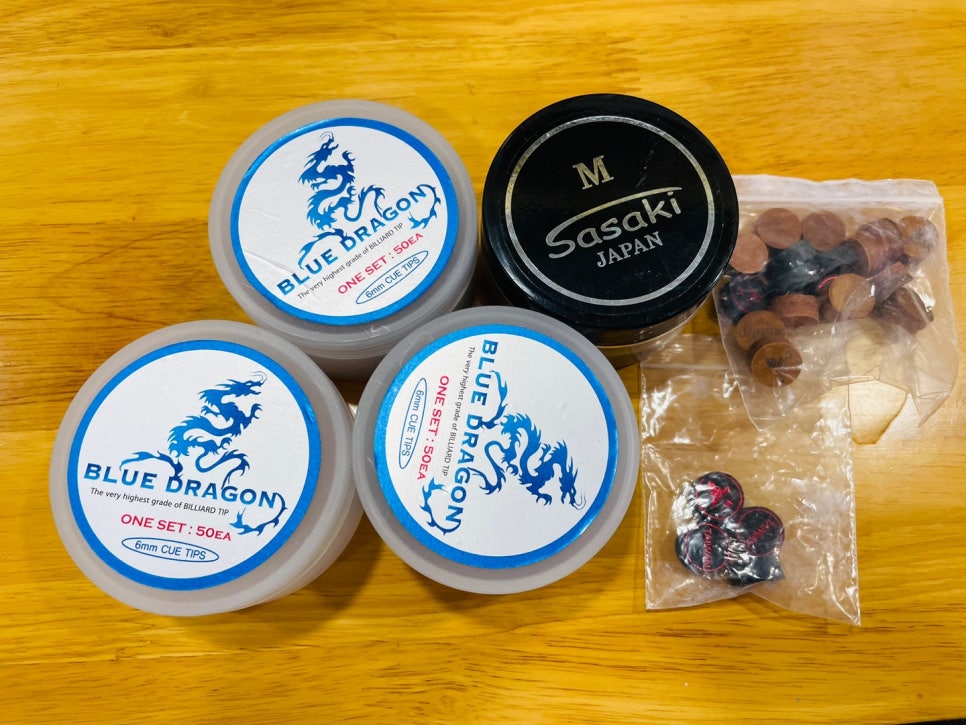 BLUE DRAGON
The very highest grade of BILLIARD TIP
ONE SET : 50EA
6mm CUE TIPS
M
Sasaki
JAPAN
BLUE DRAGON
The very highest grade of BILLIARD TIP
ONE SET : 50EA
6mm CUE TIPS
BLUE DRAGON
The very highest grade of BILLIARD TIP
ONE SET : 50EA
6mm CUE TIPS